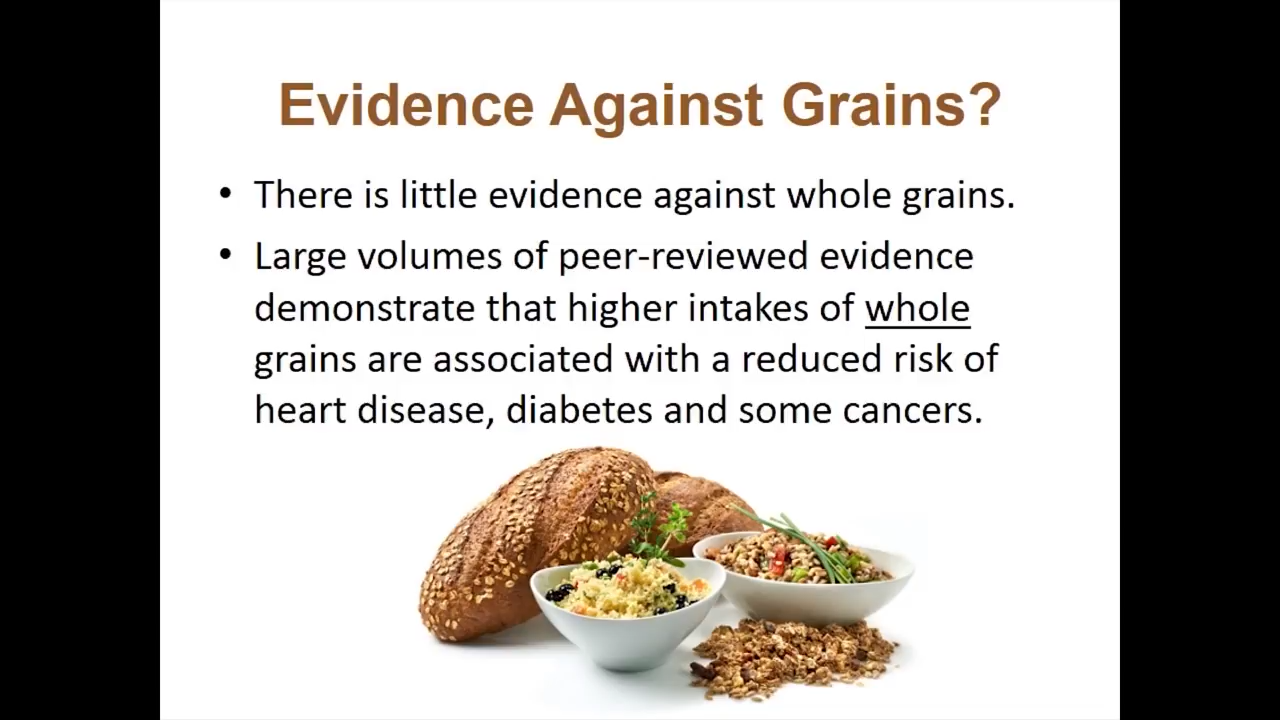 Evidence Against Grains?
• There is little evidence against whole grains.
• Large volumes of peer-reviewed evidence
demonstrate that higher intakes of whole
grains are associated with a reduced risk of
heart disease, diabetes and some cancers.